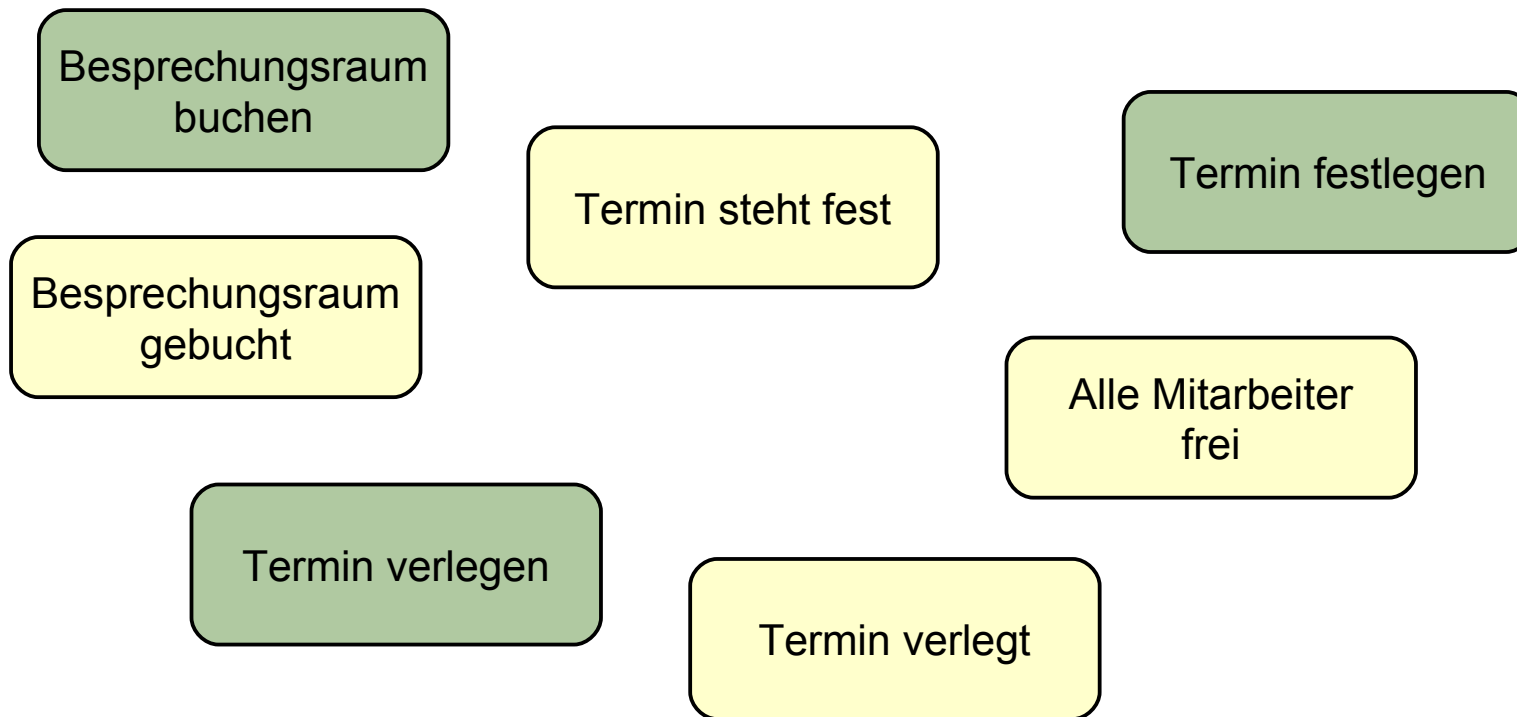 Besprechungsraum
buchen
Termin steht fest
Termin festlegen
Besprechungsraum
gebucht
Alle Mitarbeiter
frei
Termin verlegen
Termin verlegt